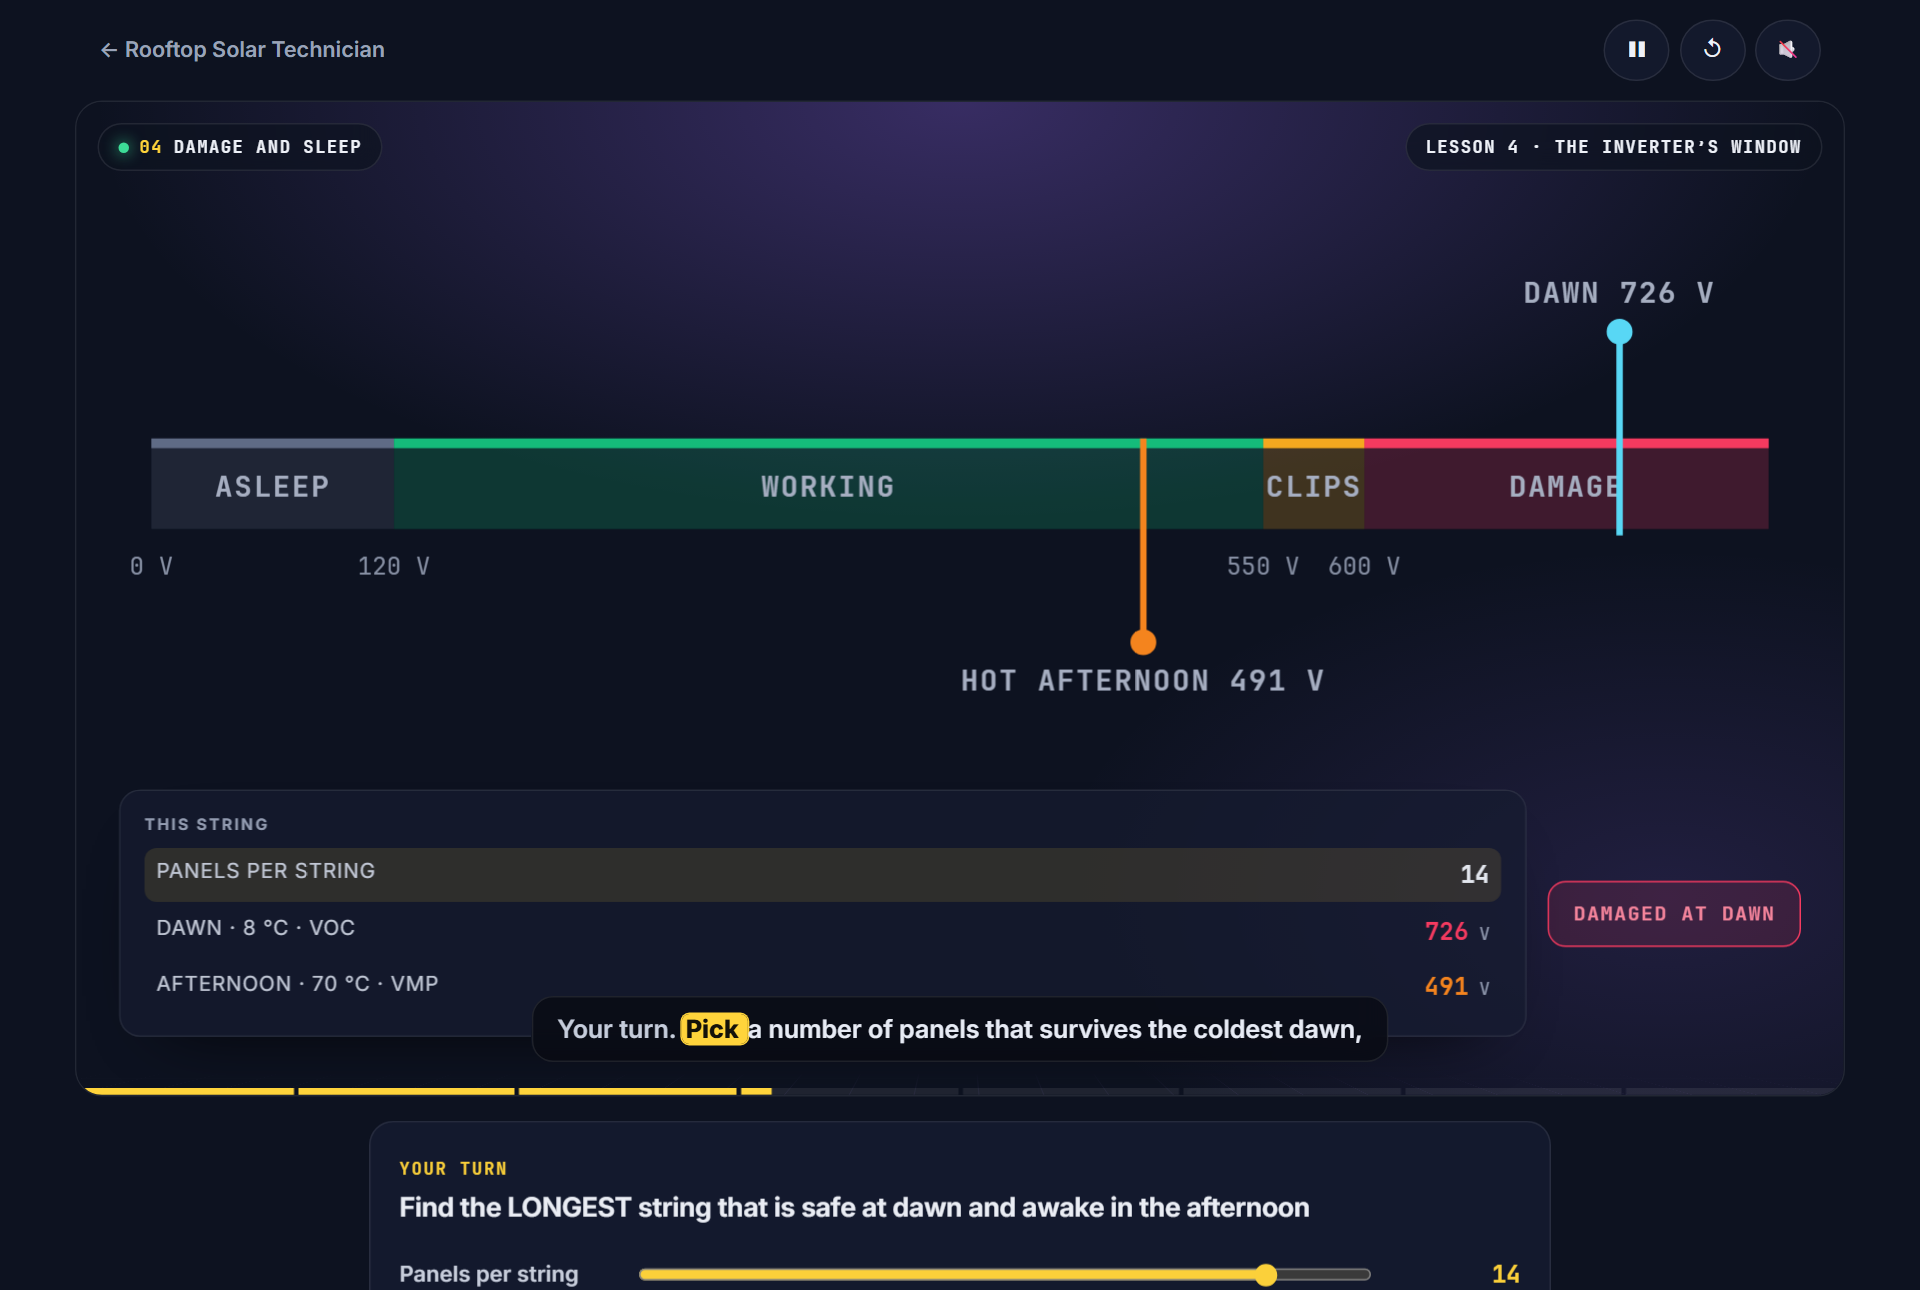 ← Rooftop Solar Technician
04 DAMAGE AND SLEEP
LESSON 4 · THE INVERTER’S WINDOW
DAWN 726 V
ASLEEP
WORKING
CLIPS
DAMAGE
0 V
120 V
550 V
600 V
HOT AFTERNOON 491 V
THIS STRING
PANELS PER STRING 14
DAWN · 8 °C · VOC 726 V
AFTERNOON · 70 °C · VMP 491 V
DAMAGED AT DAWN
Your turn. Pick a number of panels that survives the coldest dawn,
YOUR TURN
Find the LONGEST string that is safe at dawn and awake in the afternoon
Panels per string 14